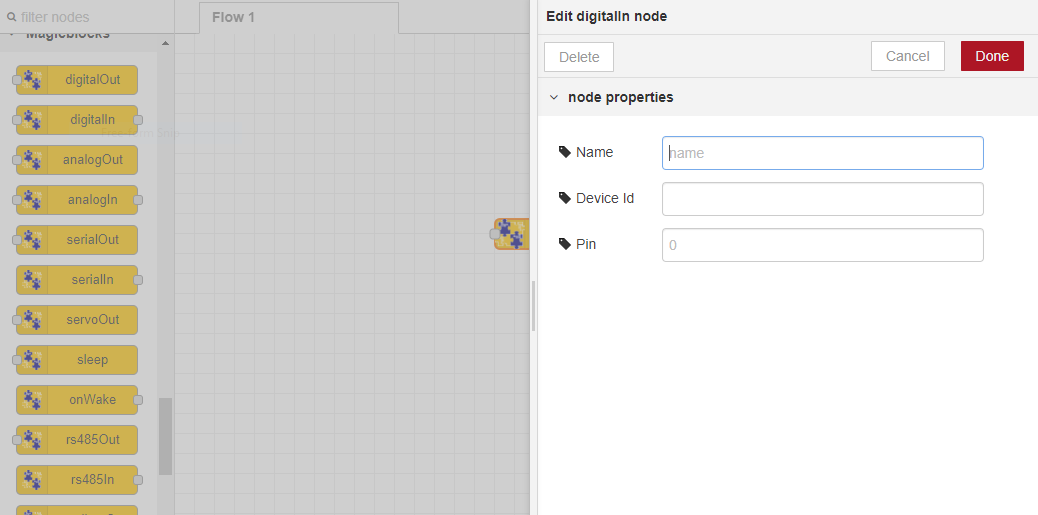 filter nodes
Flow 1
Magicblocks
digitalOut
digitalIn
analogOut
analogIn
serialOut
serialIn
servoOut
sleep
onWake
rs485Out
rs485In
Edit digitalIn node
Delete
Cancel
Done
node properties
Name
name
Device Id
Pin
0